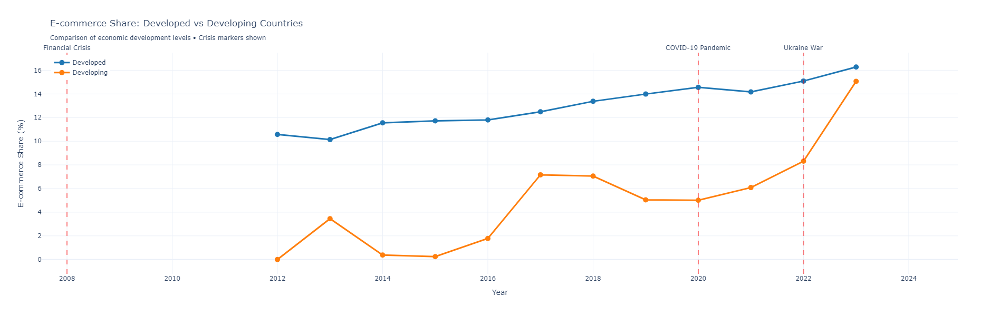 E-commerce Share: Developed vs Developing Countries
Comparison of economic development levels • Crisis markers shown
Financial Crisis
COVID-19 Pandemic
Ukraine War
Developed
Developing
16
14
12
10
8
6
4
2
0
E-commerce Share (%)
2008
2010
2012
2014
2016
2018
2020
2022
2024
Year